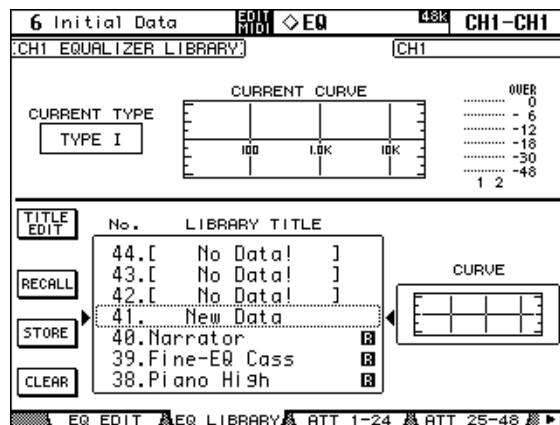 6 Initial Data EDIT MIDI ◇EQ 48K CH1-CH1
CH1 EQUALIZER LIBRARY CH1
CURRENT TYPE
TYPE I
CURRENT CURVE
100 1.0K 10K
OVER
0
-6
-12
-18
-30
-48
1 2
TITLE EDIT
RECALL
STORE
CLEAR
No. LIBRARY TITLE
44.[ No Data! ]
43.[ No Data! ]
42.[ No Data! ]
41. New Data
40.Narrator R
39.Fine-EQ Cass R
38.Piano High R
CURVE
EQ EDIT EQ LIBRARY ATT 1-24 ATT 25-48